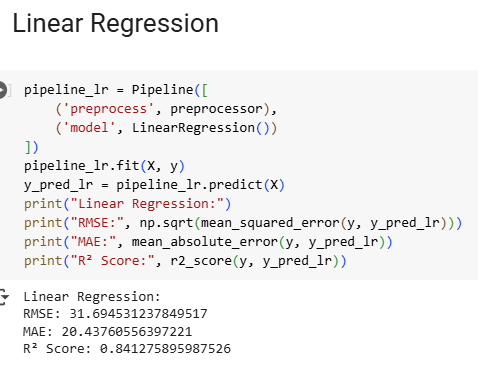 Linear Regression
pipeline_lr = Pipeline([
    ('preprocess', preprocessor),
    ('model', LinearRegression())
])
pipeline_lr.fit(X, y)
y_pred_lr = pipeline_lr.predict(X)
print("Linear Regression:")
print("RMSE:", np.sqrt(mean_squared_error(y, y_pred_lr)))
print("MAE:", mean_absolute_error(y, y_pred_lr))
print("R² Score:", r2_score(y, y_pred_lr))
Linear Regression:
RMSE: 31.694531237849517
MAE: 20.43760556397221
R² Score: 0.841275895987526